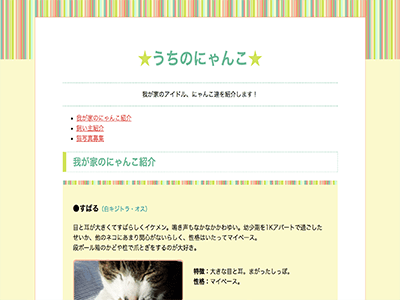 ★うちのにゃんこ★
我が家のアイドル、にゃんこ達を紹介します！
我が家のにゃんこ紹介
飼い主紹介
猫写真募集
我が家のにゃんこ紹介
●すばる（白キジトラ・オス）
目と耳が大きくてすばらしくイケメン。鳴き声もなかなかかわゆい。幼少期を1Kアパートで過ごしたせいか、他のネコにあまり関心がないらしく、性格はいたってマイペース。
段ボール箱のかどや柱で爪とぎをするのが大好き。
特徴：大きな目と耳。まがったしっぽ。
性格：マイペース。